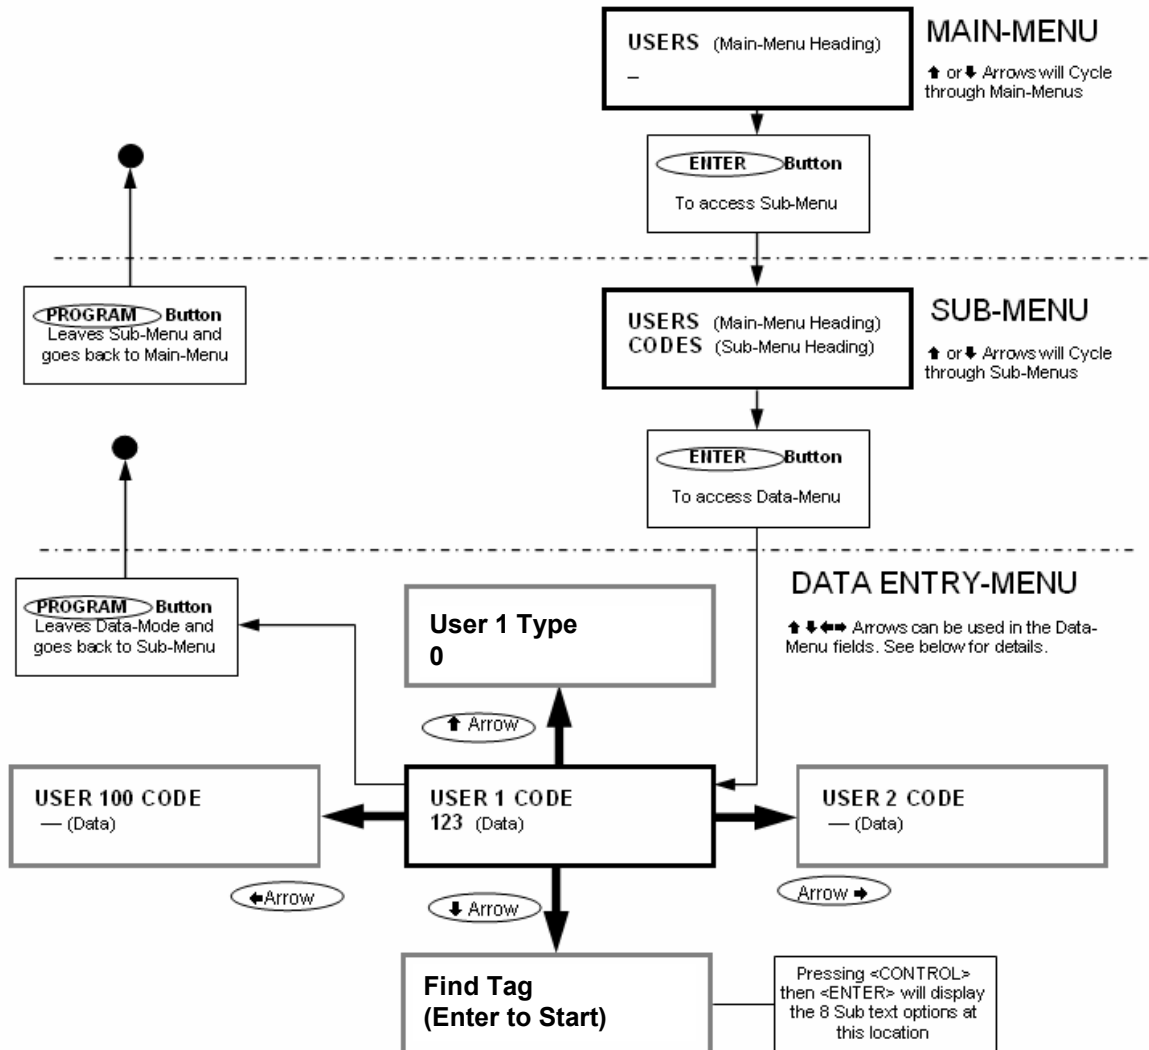 USERS (Main-Menu Heading)
_
MAIN-MENU
⬆ or ⬇ Arrows will Cycle
through Main-Menus
ENTER Button
To access Sub-Menu
PROGRAM Button
Leaves Sub-Menu and
goes back to Main-Menu
USERS (Main-Menu Heading)
CODES (Sub-Menu Heading)
SUB-MENU
⬆ or ⬇ Arrows will Cycle
through Sub-Menus
ENTER Button
To access Data-Menu
PROGRAM Button
Leaves Data-Mode and
goes back to Sub-Menu
User 1 Type
0
DATA ENTRY-MENU
⬆⬇⬅➡ Arrows can be used in the Data-
Menu fields. See below for details.
⬆ Arrow
USER 100 CODE
— (Data)
USER 1 CODE
123 (Data)
USER 2 CODE
— (Data)
⬅Arrow
⬇ Arrow
Arrow ➡
Find Tag
(Enter to Start)
Pressing <CONTROL>
then <ENTER> will display
the 8 Sub text options at
this location